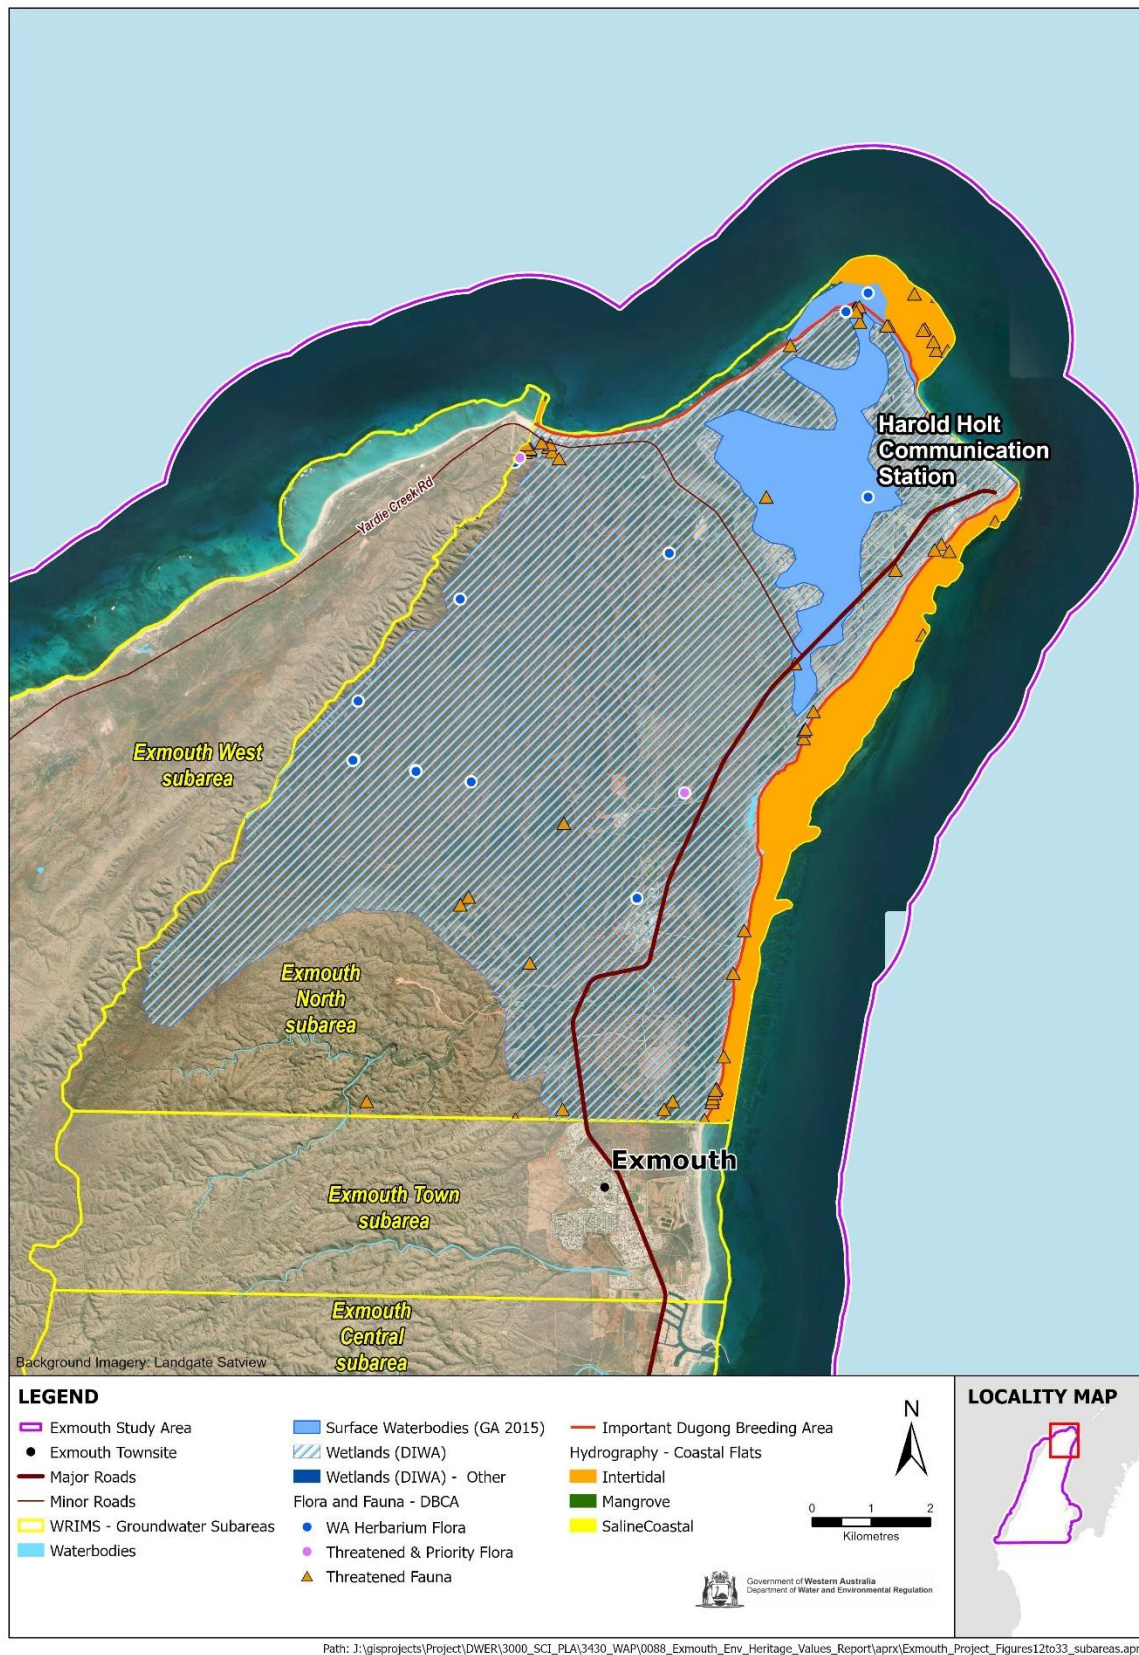 Harold Holt
Communication
Station
Yardie Creek Rd
Exmouth West
subarea
Exmouth
North
subarea
Exmouth
Exmouth Town
subarea
Exmouth
Central
subarea
Background Imagery: Landgate Satview
LEGEND
Exmouth Study Area
Exmouth Townsite
Major Roads
Minor Roads
WRIMS - Groundwater Subareas
Waterbodies
Surface Waterbodies (GA 2015)
Wetlands (DIWA)
Wetlands (DIWA) - Other
Flora and Fauna - DBCA
WA Herbarium Flora
Threatened & Priority Flora
Threatened Fauna
Important Dugong Breeding Area
Hydrography - Coastal Flats
Intertidal
Mangrove
SalineCoastal
N
0 1 2
Kilometres
Government of Western Australia
Department of Water and Environmental Regulation
LOCALITY MAP
Path: J:\gisprojects\Project\DWER\3000_SCI_PLA\3430_WAP\0088_Exmouth_Env_Heritage_Values_Report\aprx\Exmouth_Project_Figures12to33_subareas.apr